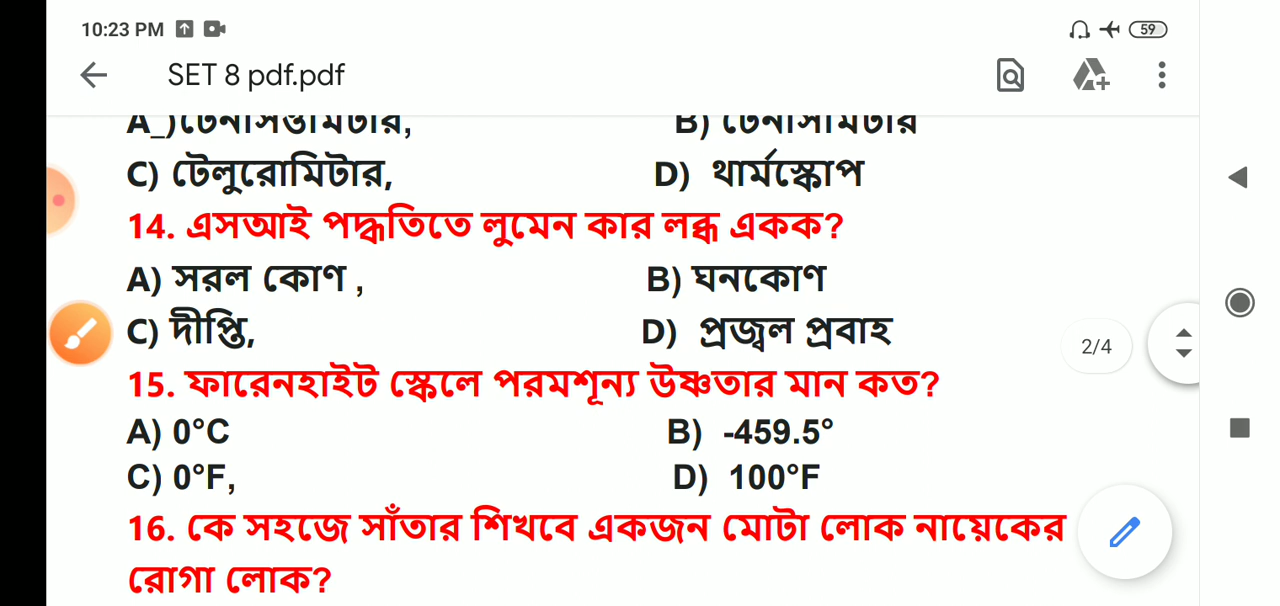 10:23 PM 59
SET 8 pdf.pdf
C) টেলুরোমিটার, D) থার্মস্কোপ
14. এসআই পদ্ধতিতে লুমেন কার লব্ধ একক?
A) সরল কোণ , B) ঘনকোণ
C) দীপ্তি, D) প্রজ্বল প্রবাহ
2/4
15. ফারেনহাইট স্কেলে পরমশূন্য উষ্ণতার মান কত?
A) 0°C B) -459.5°
C) 0°F, D) 100°F
16. কে সহজে সাঁতার শিখবে একজন মোটা লোক নায়েকের
রোগা লোক?